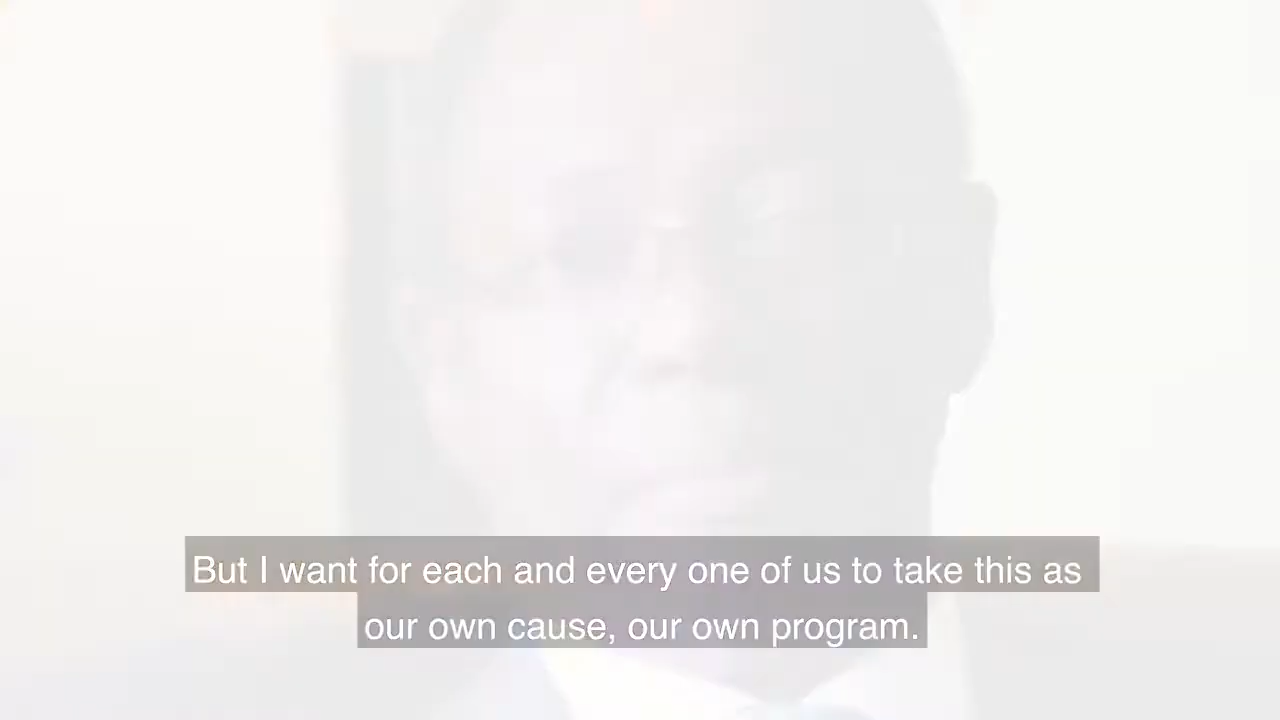 But I want for each and every one of us to take this as
our own cause, our own program.